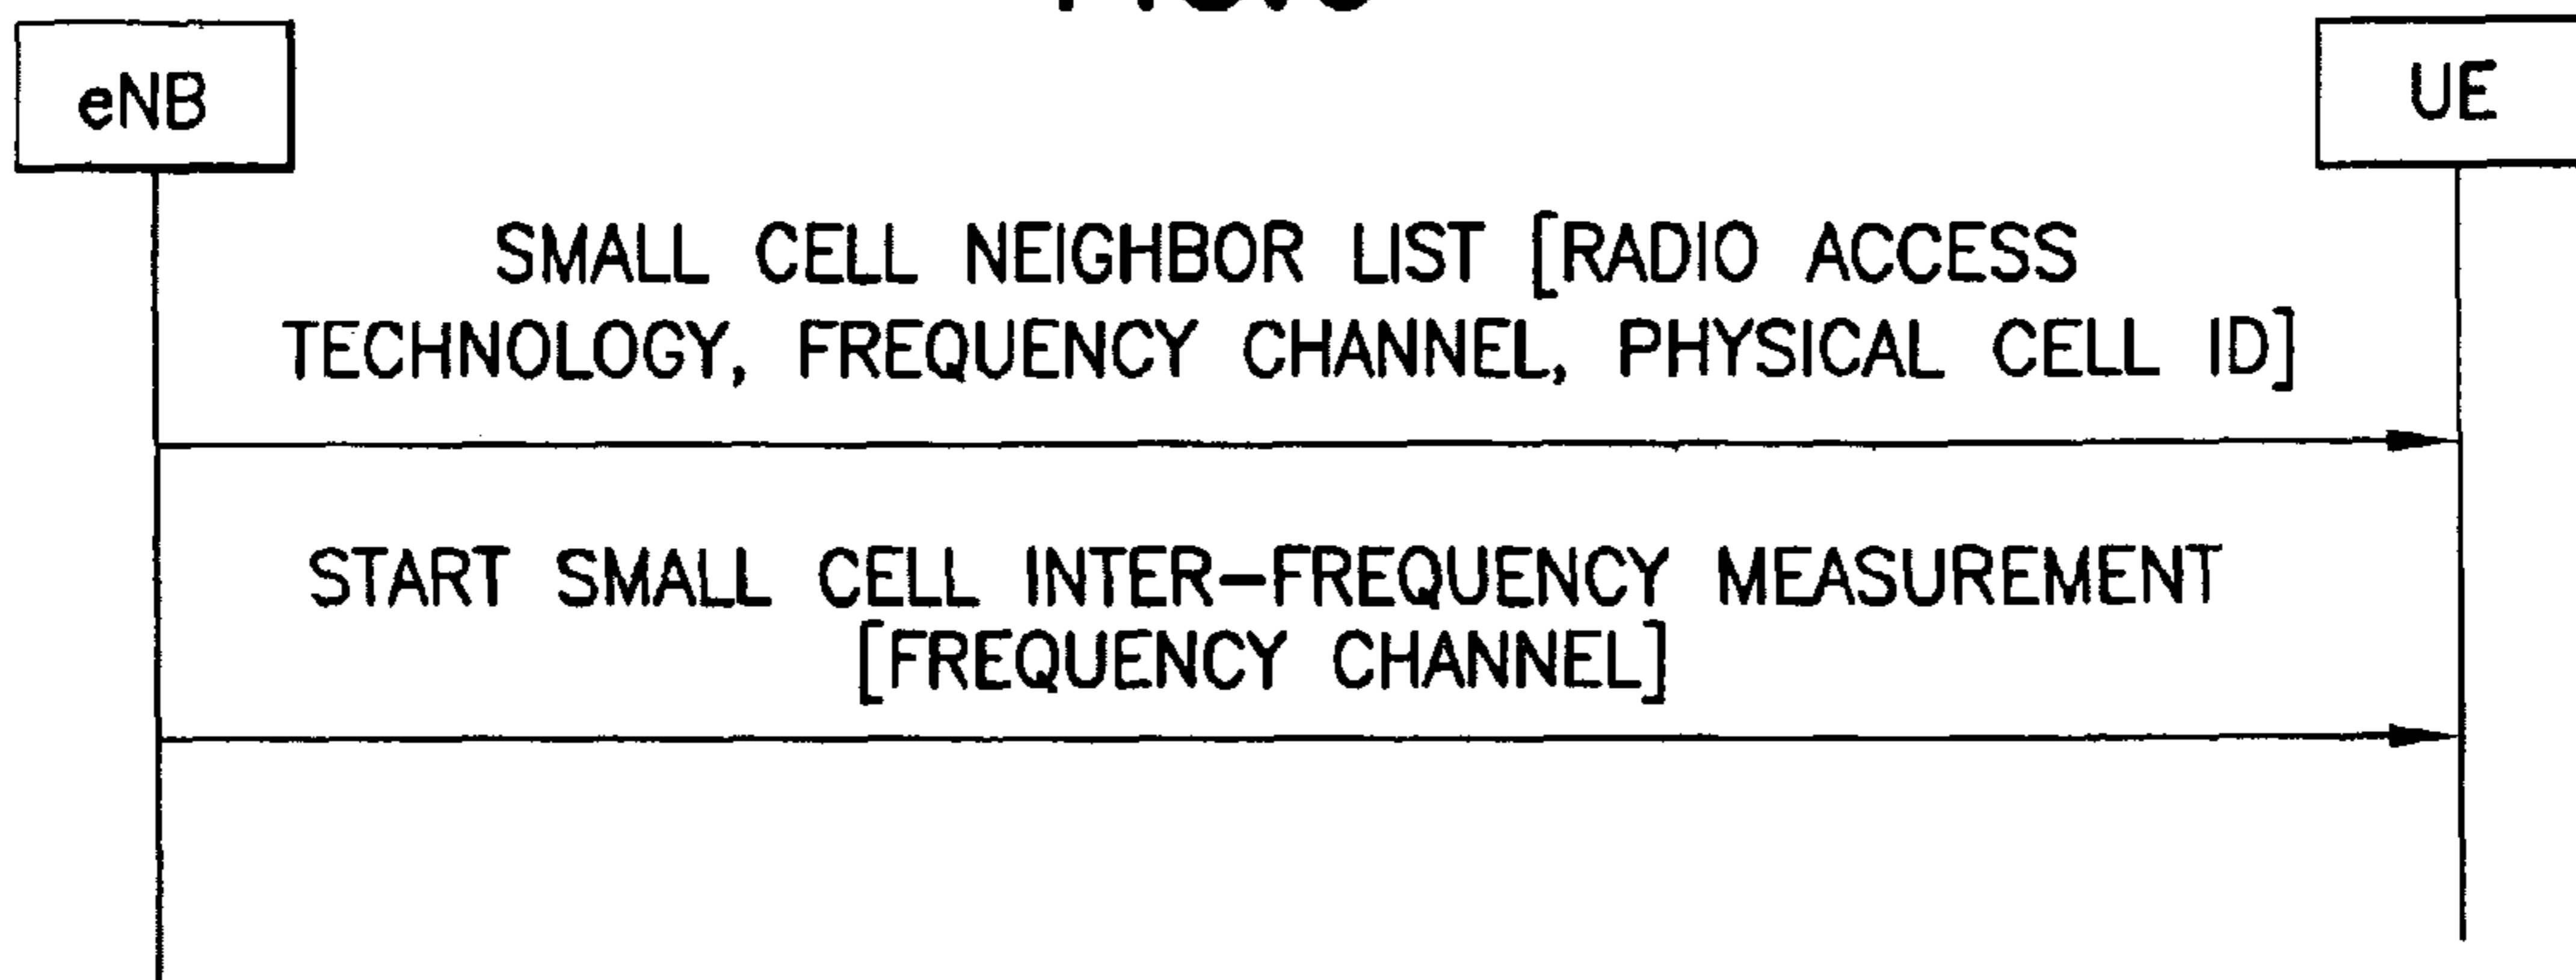 eNB
UE
SMALL CELL NEIGHBOR LIST [RADIO ACCESS
TECHNOLOGY, FREQUENCY CHANNEL, PHYSICAL CELL ID]
START SMALL CELL INTER-FREQUENCY MEASUREMENT
[FREQUENCY CHANNEL]